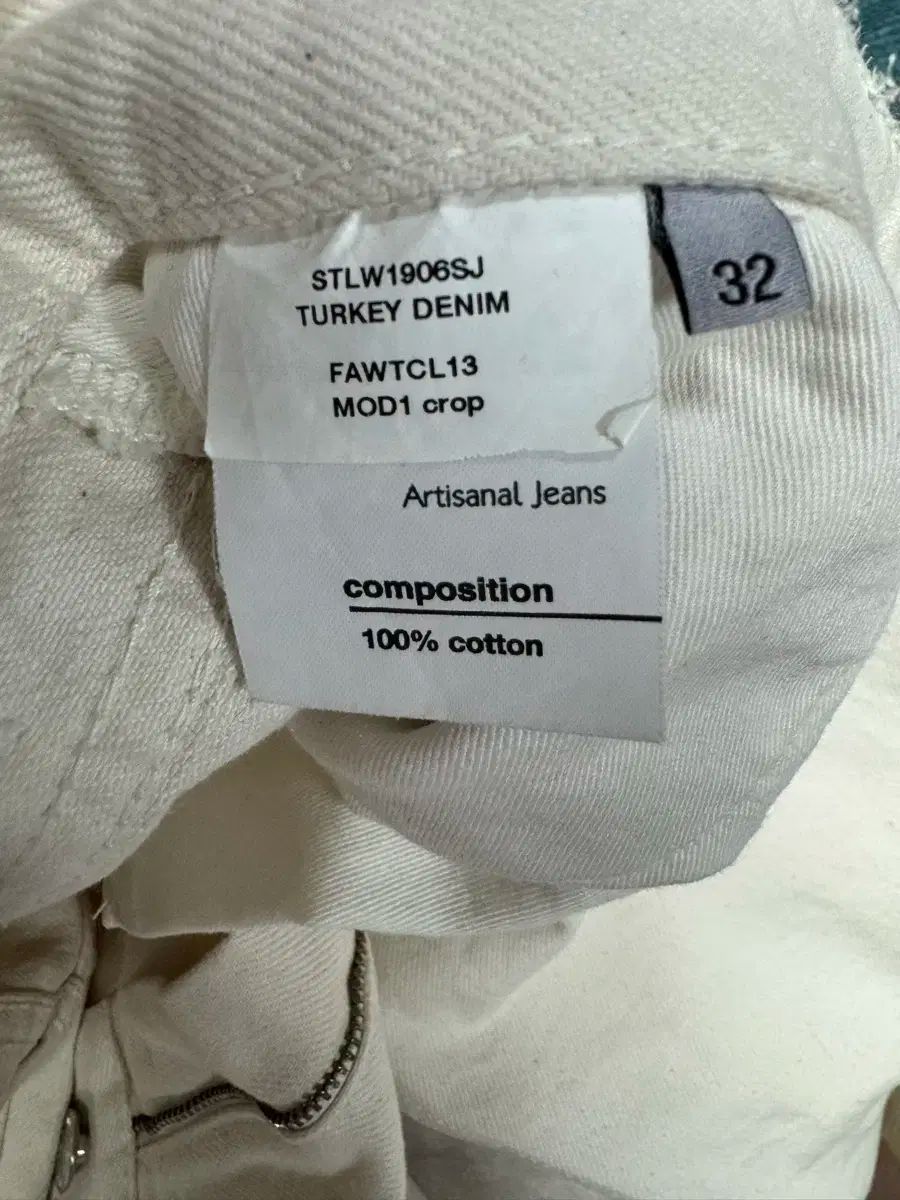 STLW1906SJ
TURKEY DENIM
FAWTCL13
MOD1 crop
32
Artisanal Jeans
composition
100% cotton